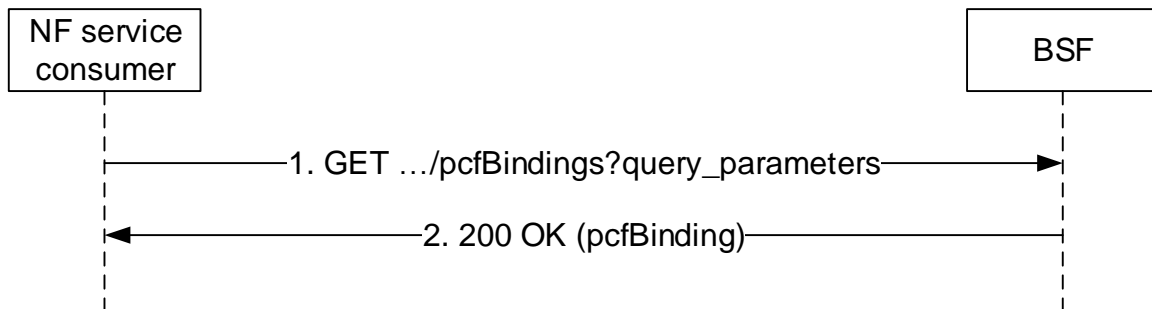 NF service
consumer
BSF
1. GET …/pcfBindings?query_parameters
2. 200 OK (pcfBinding)